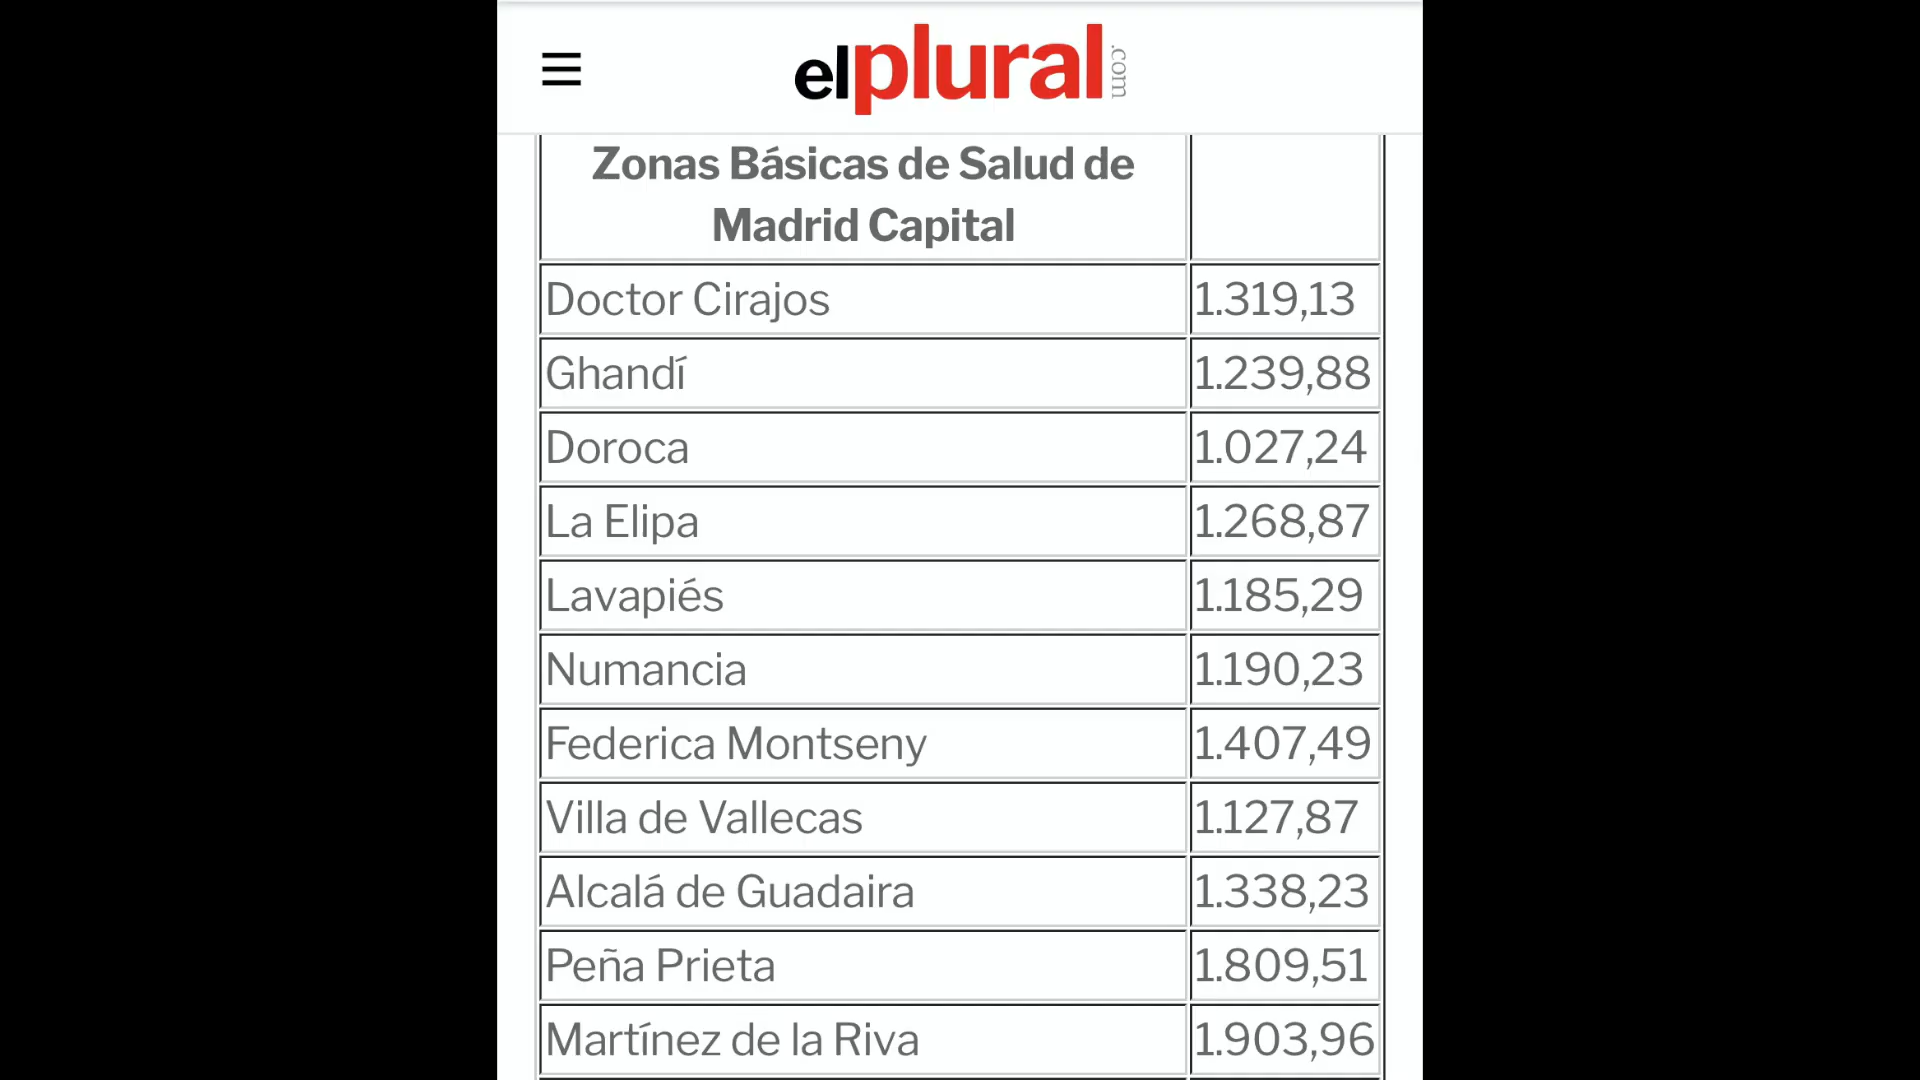 elplural.com
Zonas Básicas de Salud de
Madrid Capital
Doctor Cirajos 1.319,13
Ghandí 1.239,88
Doroca 1.027,24
La Elipa 1.268,87
Lavapiés 1.185,29
Numancia 1.190,23
Federica Montseny 1.407,49
Villa de Vallecas 1.127,87
Alcalá de Guadaira 1.338,23
Peña Prieta 1.809,51
Martínez de la Riva 1.903,96